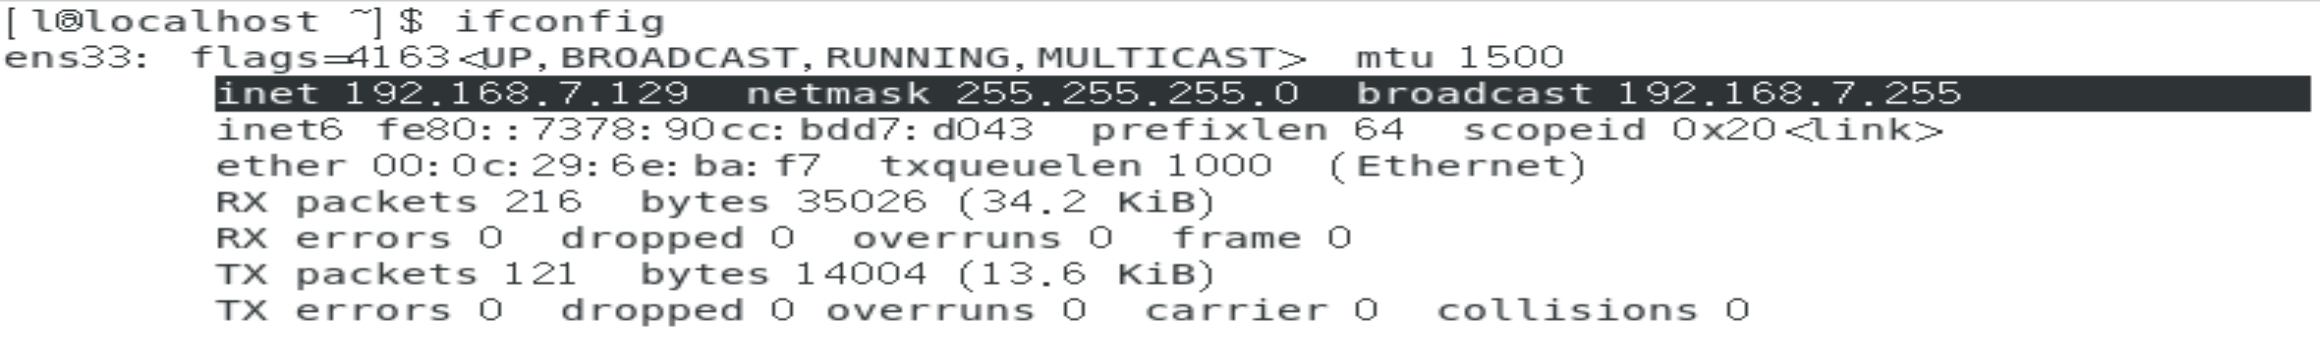 [l@localhost ~]$ ifconfig
ens33: flags=4163<UP,BROADCAST,RUNNING,MULTICAST>  mtu 1500
inet 192.168.7.129  netmask 255.255.255.0  broadcast 192.168.7.255
inet6 fe80::7378:90cc:bdd7:d043  prefixlen 64  scopeid 0x20<link>
ether 00:0c:29:6e:ba:f7  txqueuelen 1000  (Ethernet)
RX packets 216  bytes 35026 (34.2 KiB)
RX errors 0  dropped 0  overruns 0  frame 0
TX packets 121  bytes 14004 (13.6 KiB)
TX errors 0  dropped 0 overruns 0  carrier 0  collisions 0